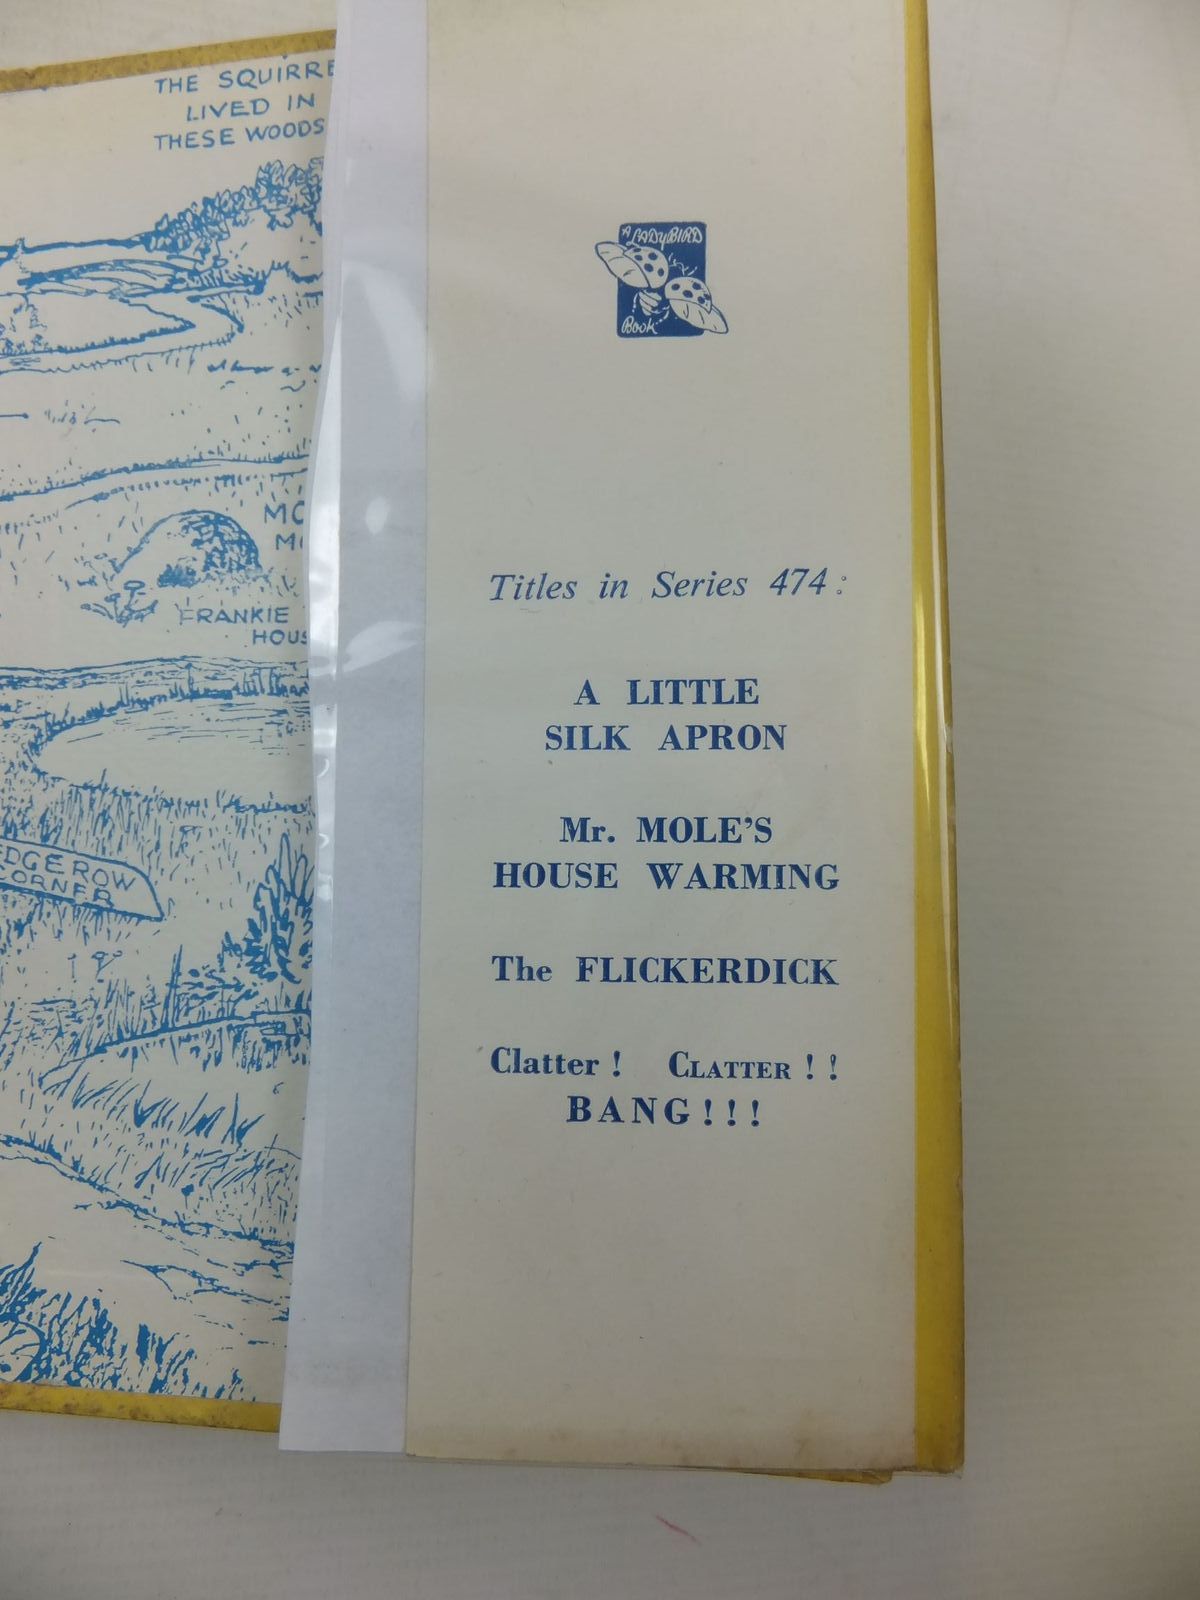 THE SQUIRRE
LIVED IN
THESE WOODS
FRANKIE
HOUS
EDGEROW
CORNER
A LADYBIRD
Book
Titles in Series 474:
A LITTLE
SILK APRON
Mr. MOLE'S
HOUSE WARMING
The FLICKERDICK
Clatter! CLATTER!!
BANG!!!